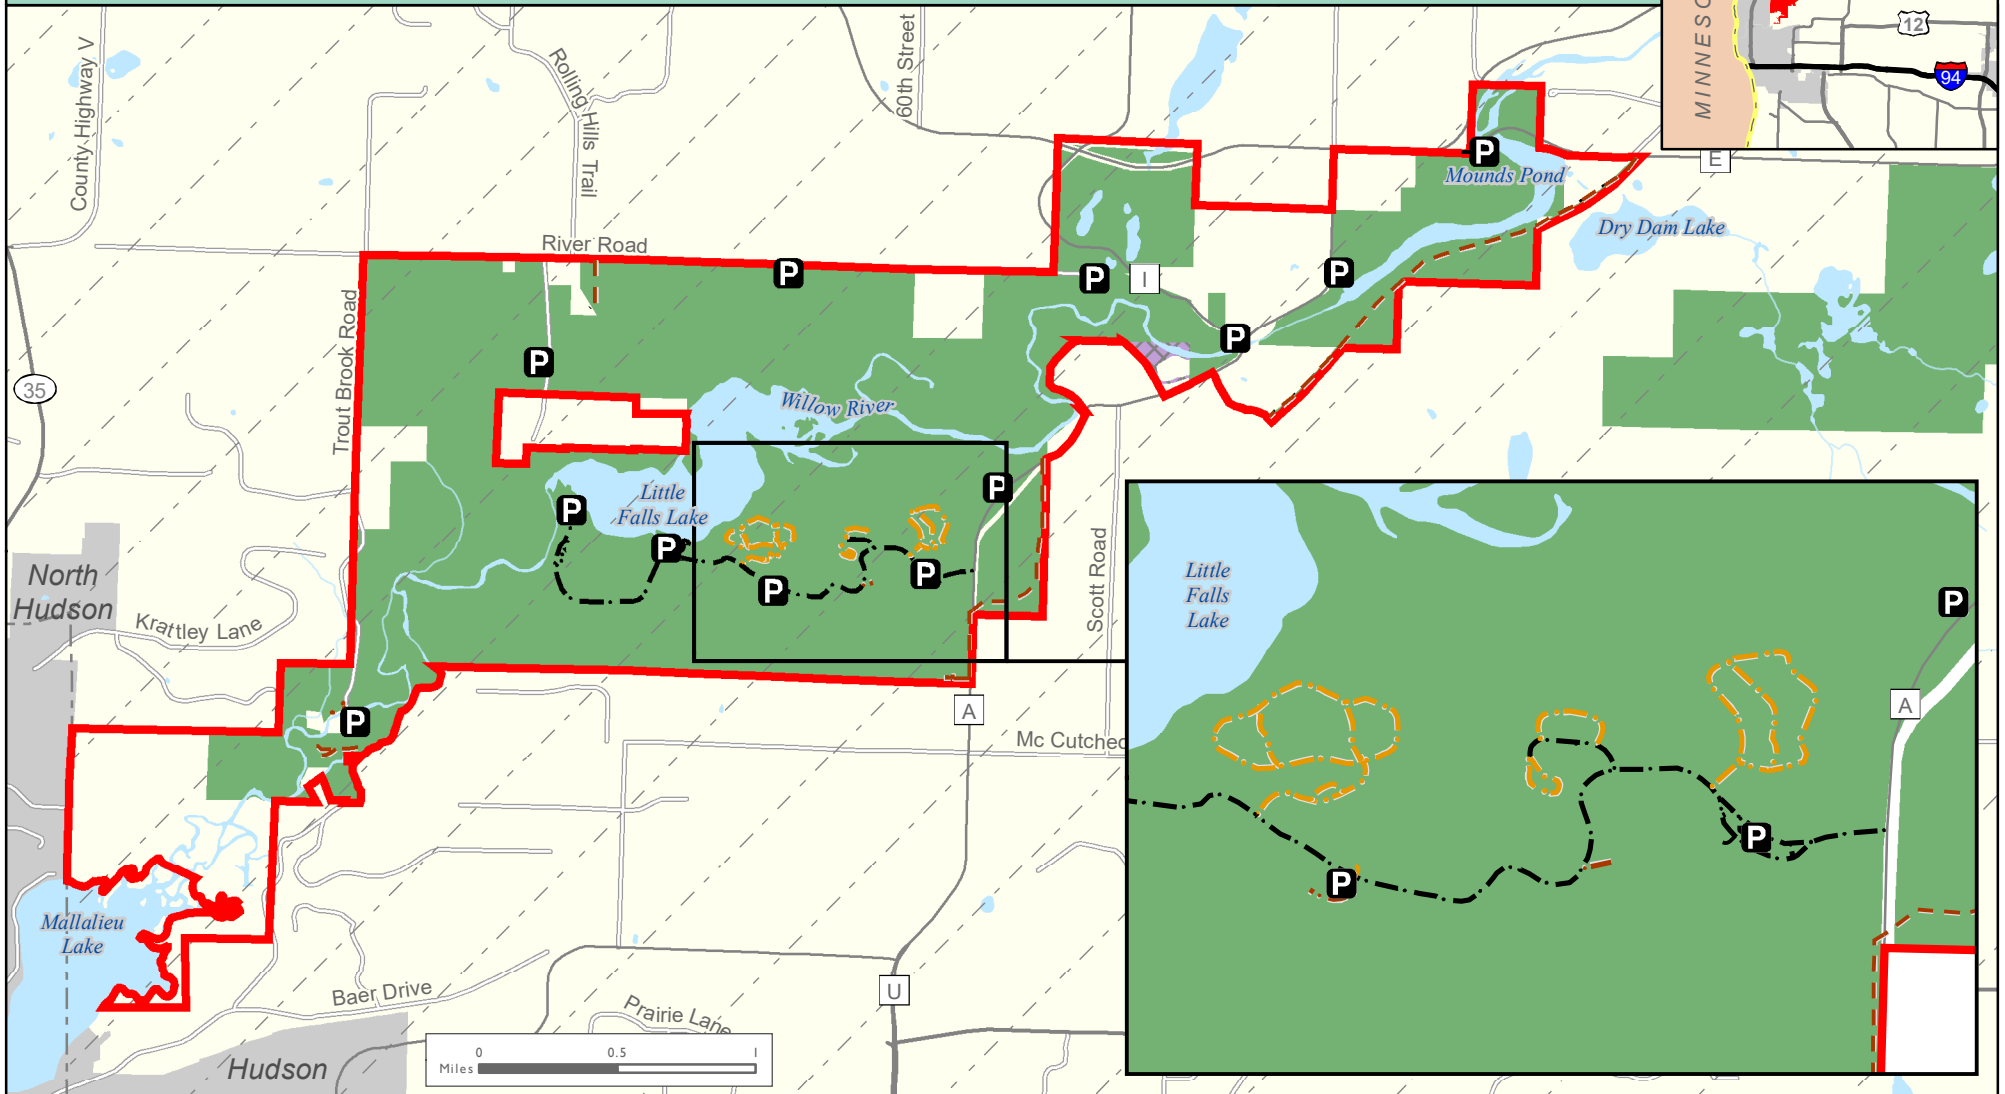 County Highway V
Rolling Hills Trail
60th Street
MINNESO
12
94
E
P
Mounds Pond
Dry Dam Lake
River Road
P
P
I
P
P
P
Trout Brook Road
35
Willow River
P
Little
Falls Lake
P
P
P
P
Scott Road
North
Hudson
Krattley Lane
P
A
Mc Cutche
Little
Falls
Lake
P
A
P
P
Mallalieu
Lake
Baer Drive
U
Prairie Lane
Hudson
0 0.5 1
Miles